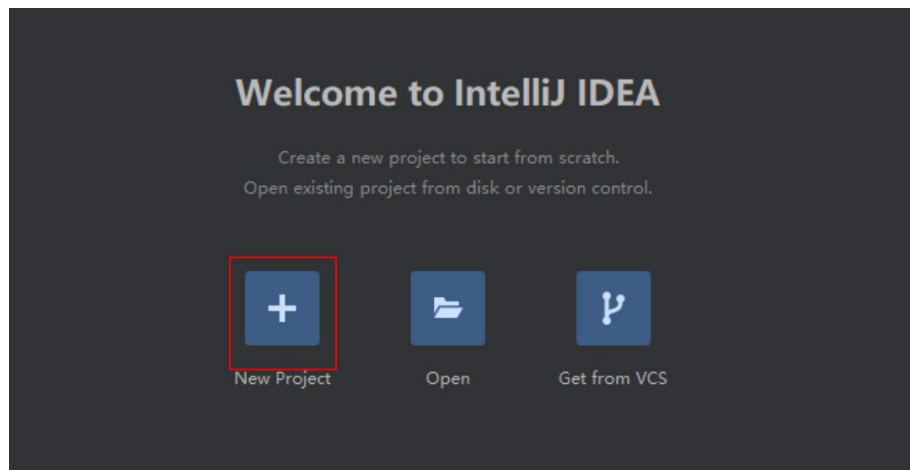 Welcome to IntelliJ IDEA
Create a new project to start from scratch.
Open existing project from disk or version control.
New Project
Open
Get from VCS